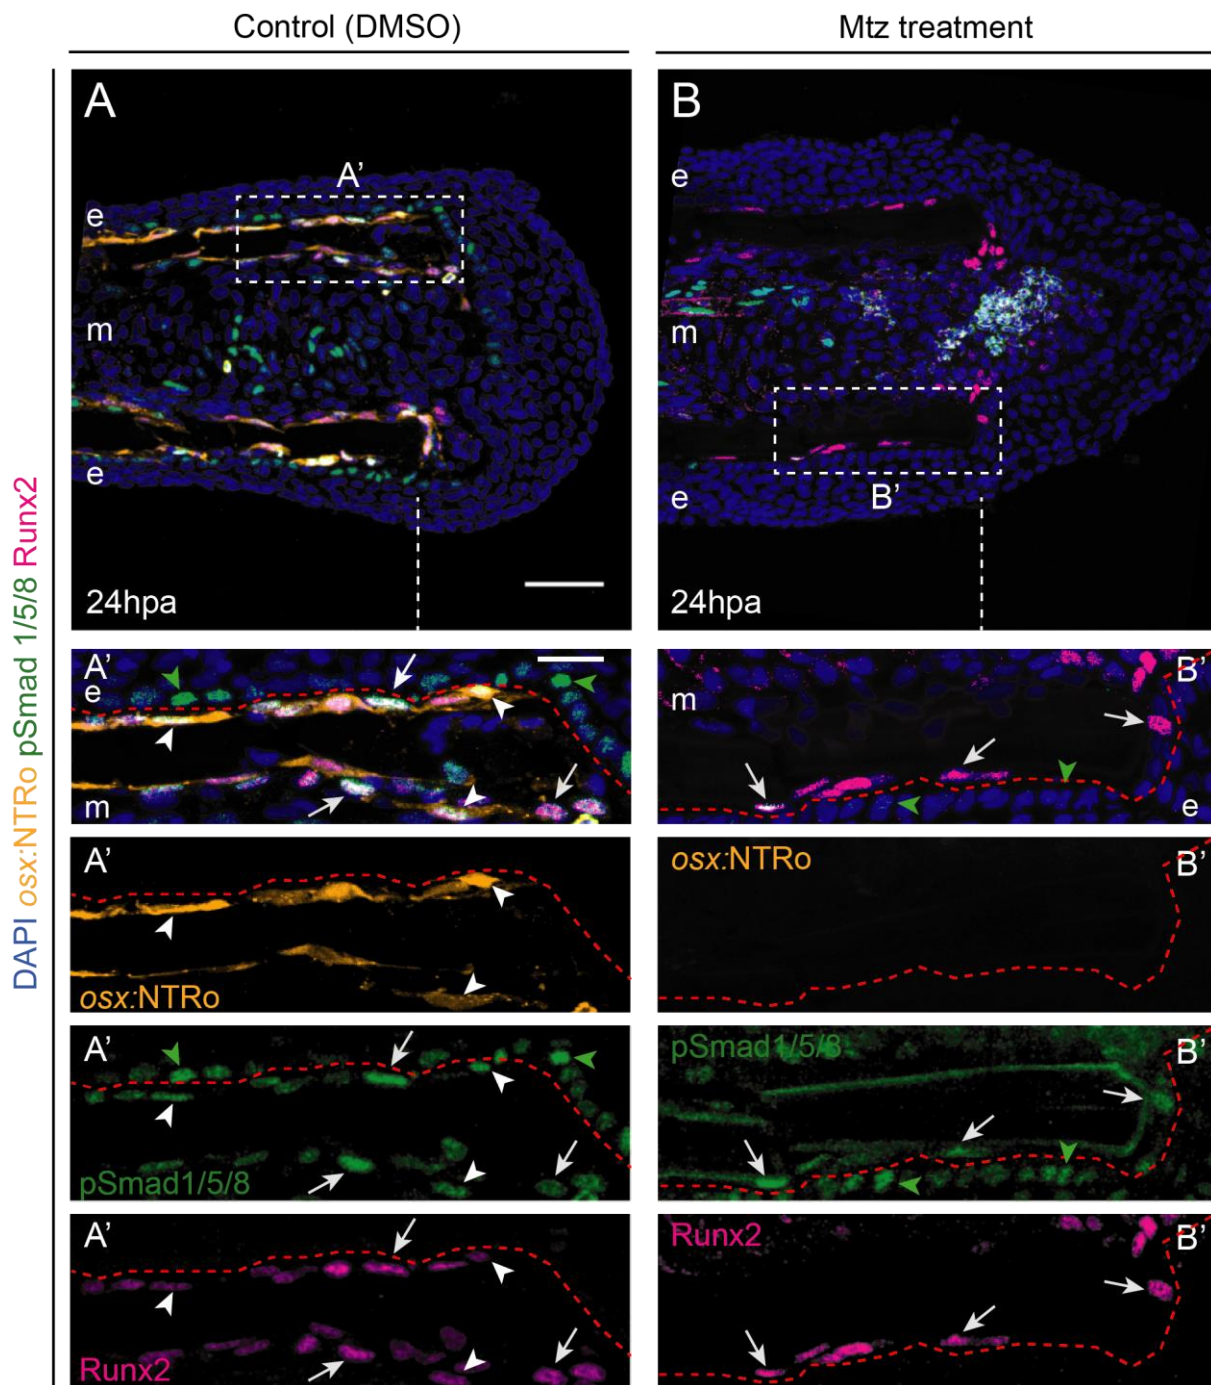 Control (DMSO)
Mtz treatment
DAPI osx:NTRo pSmad 1/5/8 Runx2
A
A’
e
m
e
24hpa
B
e
m
B’
e
24hpa
A’
e
m
B’
m
e
A’
osx:NTRo
osx:NTRo
B’
A’
pSmad1/5/8
pSmad1/5/8
B’
A’
Runx2
Runx2
B’